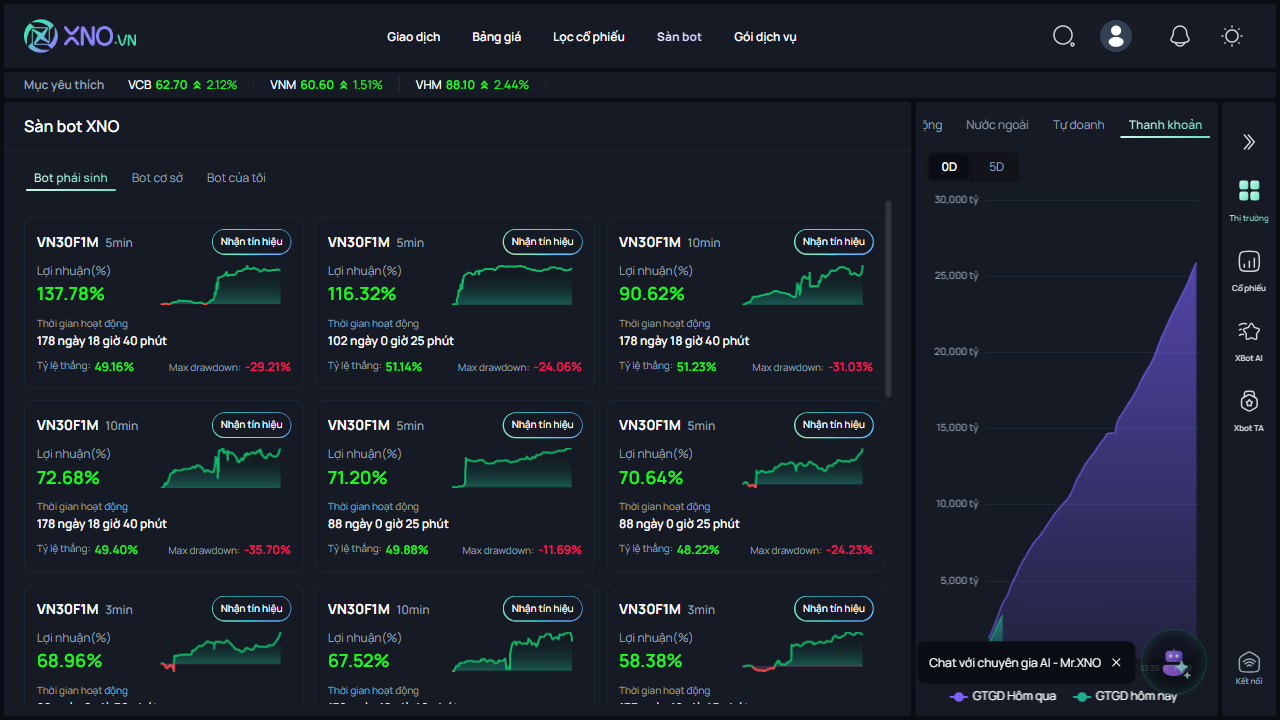 XNO.VN
Giao dịch
Bảng giá
Lọc cổ phiếu
Sàn bot
Gói dịch vụ
Mục yêu thích
VCB 62.70 2.12%
VNM 60.60 1.51%
VHM 88.10 2.44%
Sàn bot XNO
Bot phái sinh
Bot cơ sở
Bot của tôi
VN30F1M 5min
Nhận tín hiệu
Lợi nhuận(%)
137.78%
Thời gian hoạt động
178 ngày 18 giờ 40 phút
Tỷ lệ thắng: 49.16%
Max drawdown: -29.21%
VN30F1M 5min
Nhận tín hiệu
Lợi nhuận(%)
116.32%
Thời gian hoạt động
102 ngày 0 giờ 25 phút
Tỷ lệ thắng: 51.14%
Max drawdown: -24.06%
VN30F1M 10min
Nhận tín hiệu
Lợi nhuận(%)
90.62%
Thời gian hoạt động
178 ngày 18 giờ 40 phút
Tỷ lệ thắng: 51.23%
Max drawdown: -31.03%
VN30F1M 10min
Nhận tín hiệu
Lợi nhuận(%)
72.68%
Thời gian hoạt động
178 ngày 18 giờ 40 phút
Tỷ lệ thắng: 49.40%
Max drawdown: -35.70%
VN30F1M 5min
Nhận tín hiệu
Lợi nhuận(%)
71.20%
Thời gian hoạt động
88 ngày 0 giờ 25 phút
Tỷ lệ thắng: 49.88%
Max drawdown: -11.69%
VN30F1M 5min
Nhận tín hiệu
Lợi nhuận(%)
70.64%
Thời gian hoạt động
88 ngày 0 giờ 25 phút
Tỷ lệ thắng: 48.22%
Max drawdown: -24.23%
VN30F1M 3min
Nhận tín hiệu
Lợi nhuận(%)
68.96%
Thời gian hoạt động
VN30F1M 10min
Nhận tín hiệu
Lợi nhuận(%)
67.52%
Thời gian hoạt động
VN30F1M 3min
Nhận tín hiệu
Lợi nhuận(%)
58.38%
Thời gian hoạt động
ộng
Nước ngoài
Tự doanh
Thanh khoản
0D
5D
30,000 tỷ
25,000 tỷ
20,000 tỷ
15,000 tỷ
10,000 tỷ
5,000 tỷ
Chat với chuyên gia AI - Mr.XNO
GTGD Hôm qua
GTGD hôm nay
Thị trường
Cổ phiếu
XBot AI
Xbot TA
Kết nối